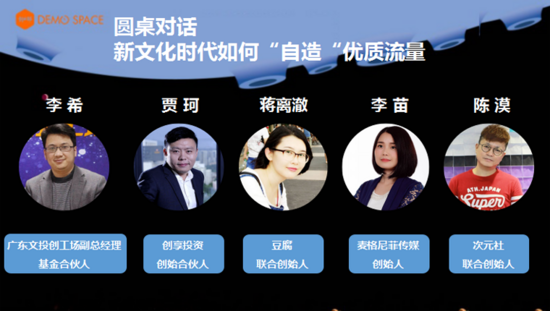 DEMO SPACE
圆桌对话
新文化时代如何“自造“优质流量
李 希
贾 珂
蒋离澈
李 苗
陈 漠
广东文投创工场副总经理
基金合伙人
创享投资
创始合伙人
豆腐
联合创始人
麦格尼菲传媒
创始人
次元社
联合创始人
ATH.JAPAN
SUPER